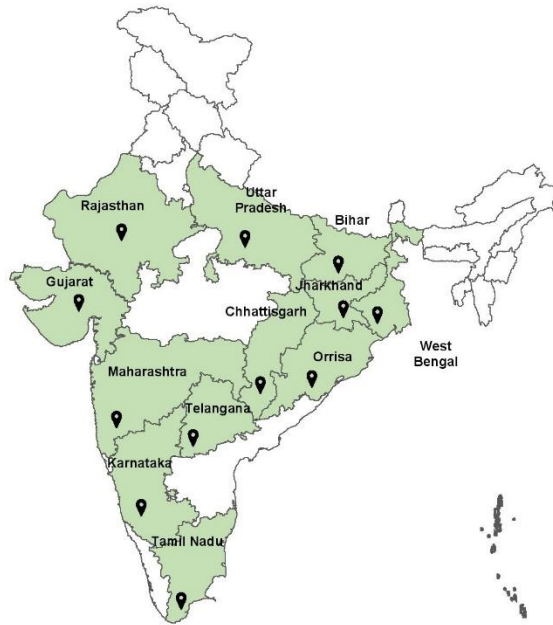 Uttar
Pradesh
Rajasthan
Bihar
Gujarat
Jharkhand
Chhattisgarh
West
Bengal
Orrisa
Maharashtra
Telangana
Karnataka
Tamil Nadu